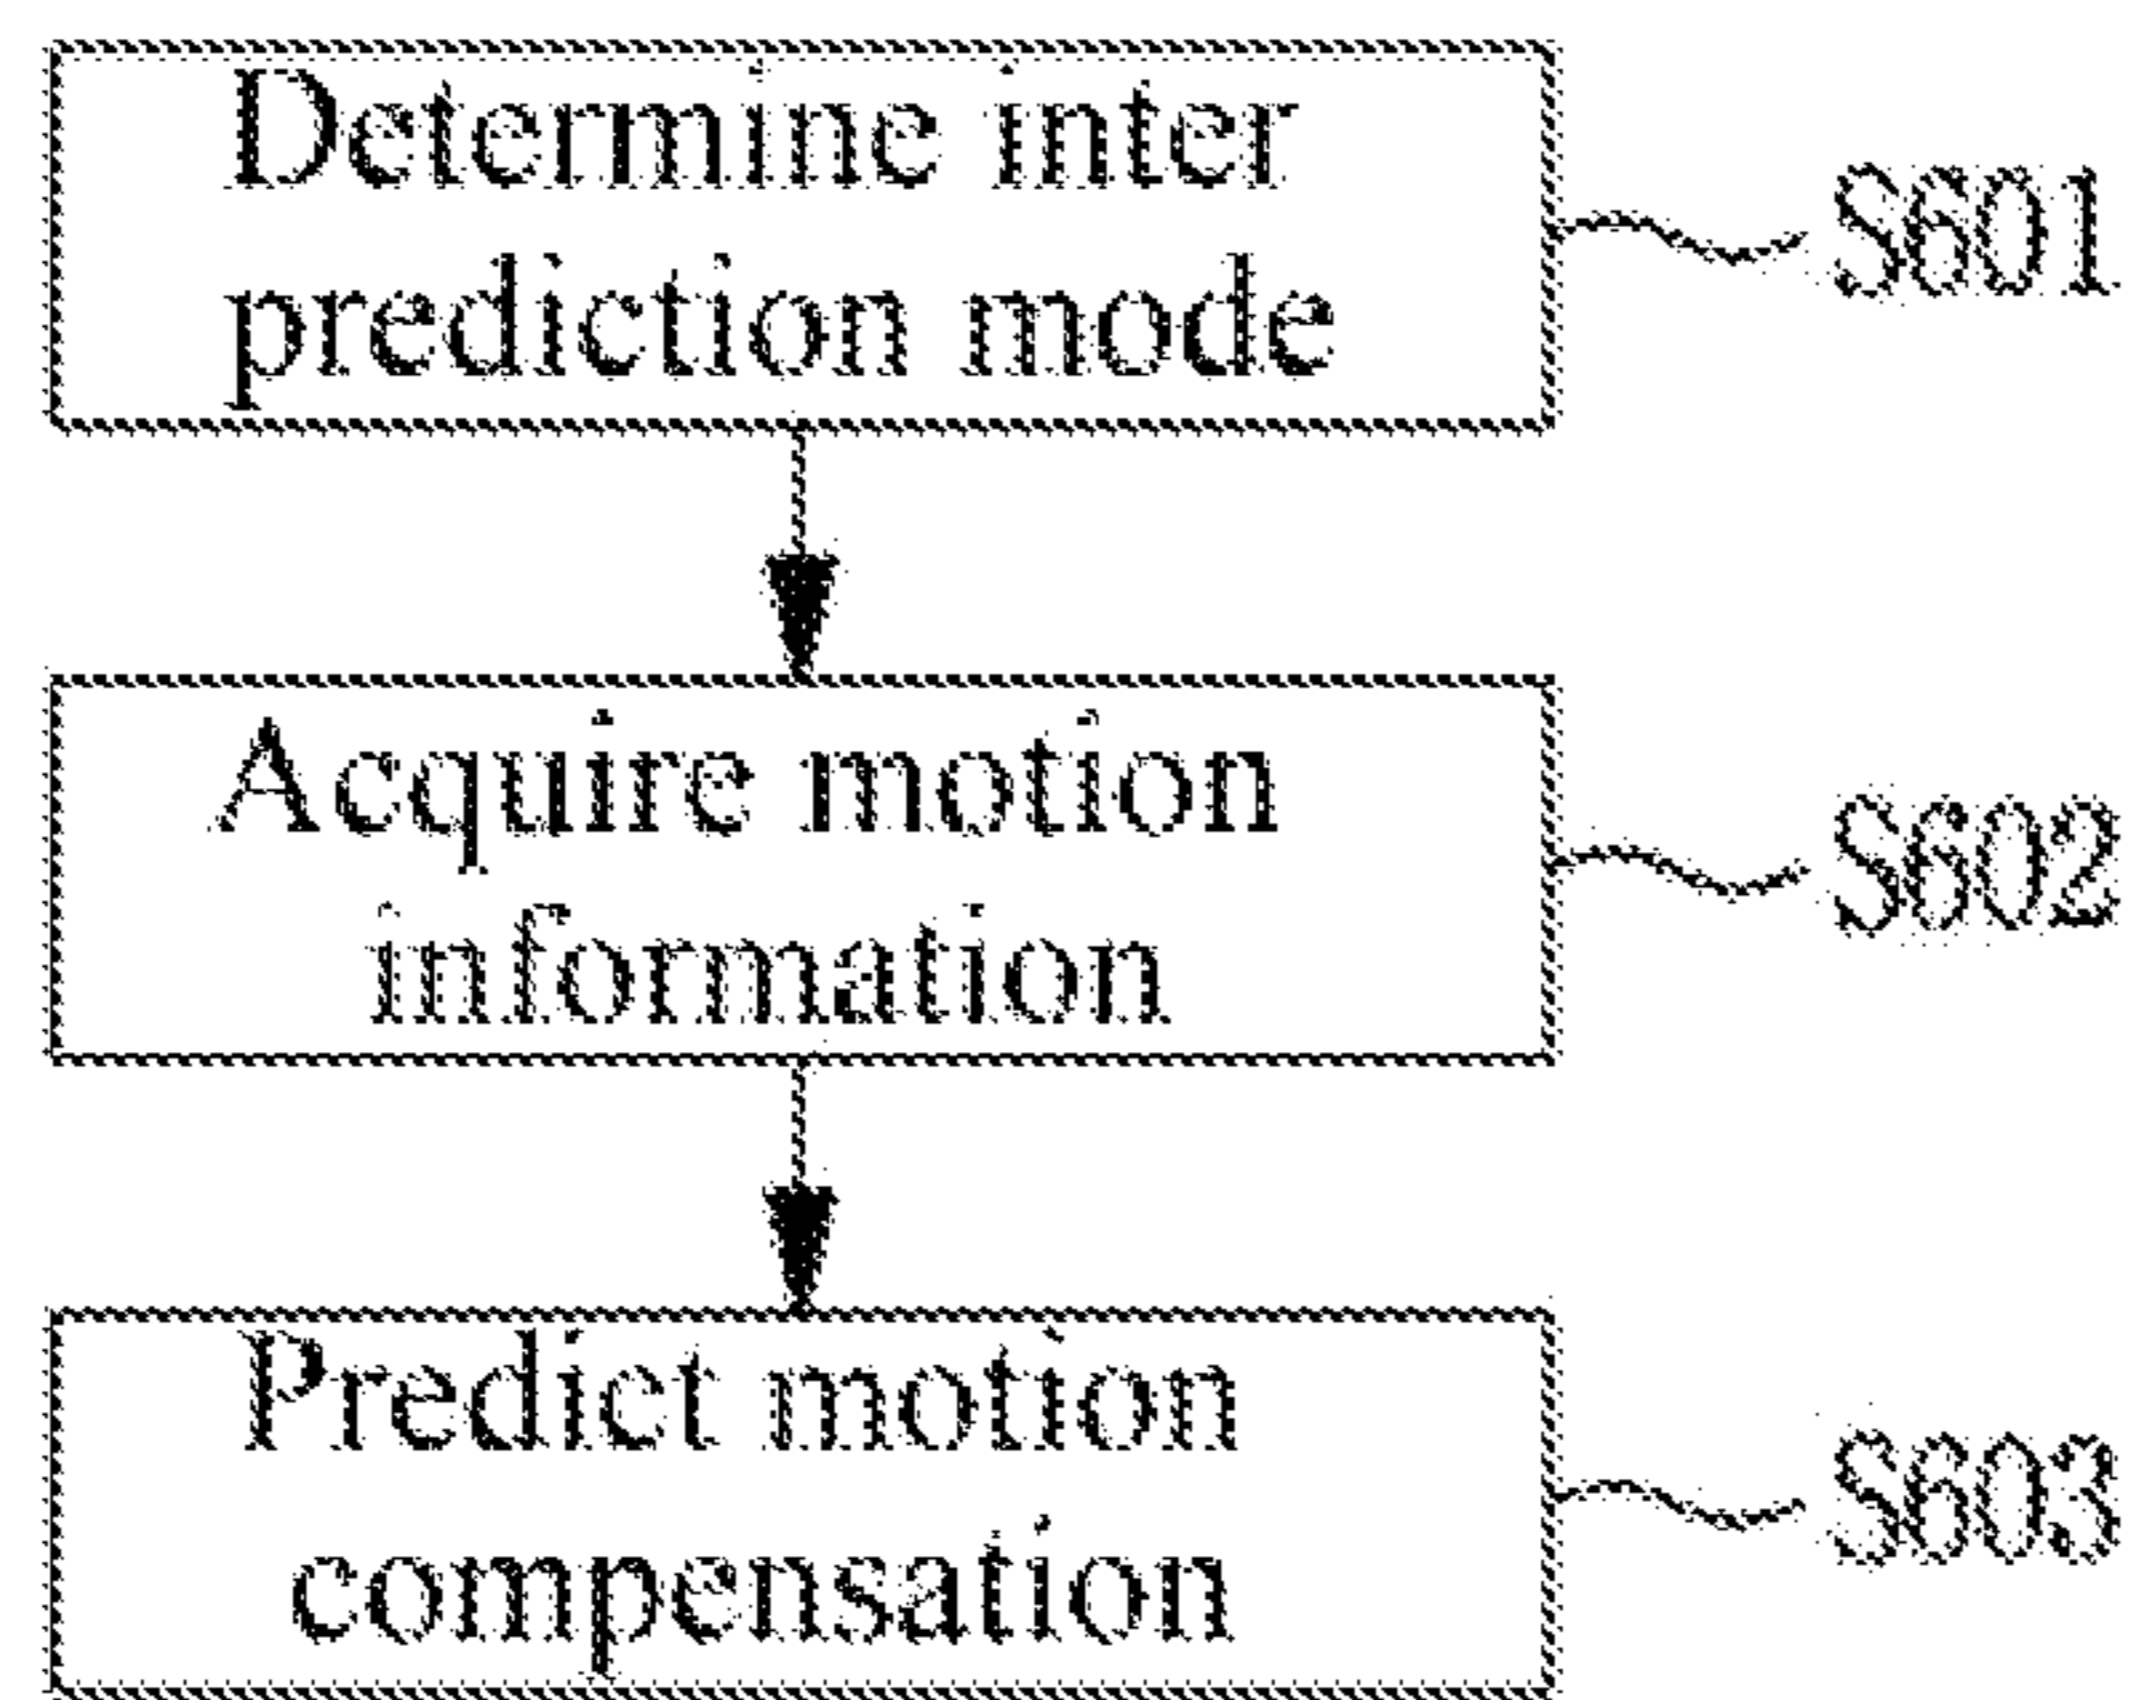 Determine inter
prediction mode
S601
Acquire motion
information
S602
Predict motion
compensation
S603